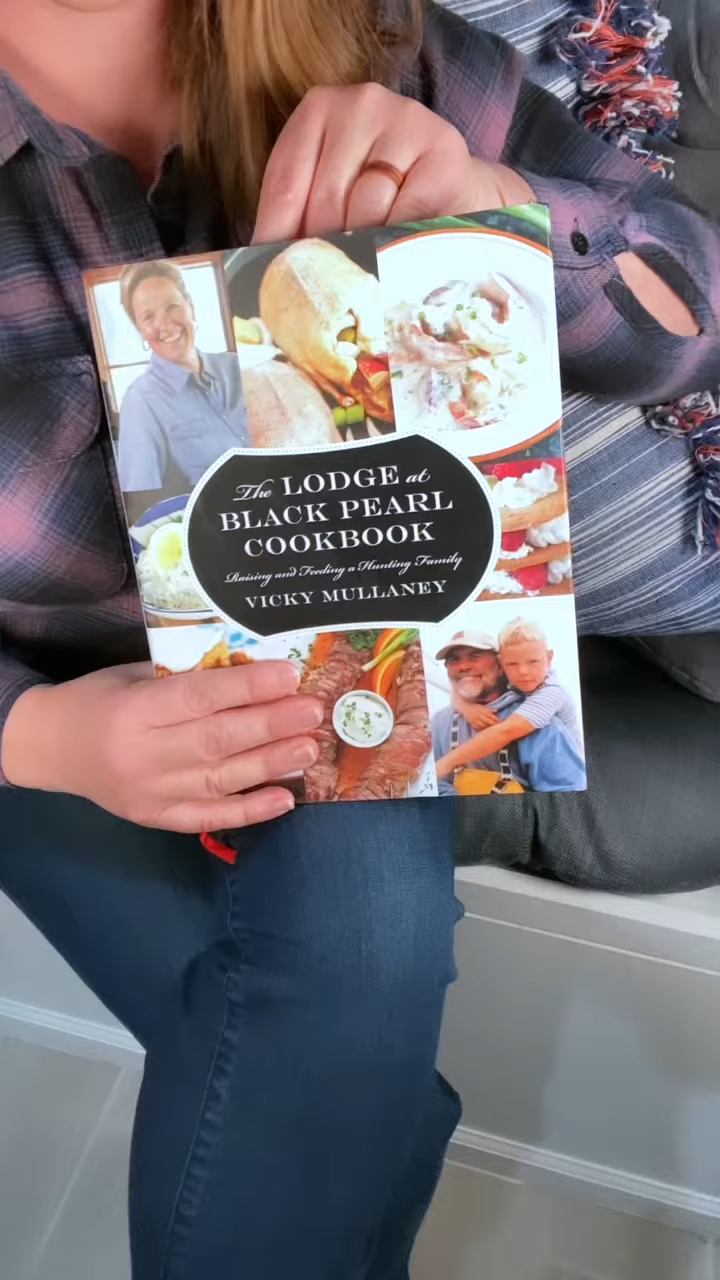 The LODGE at
BLACK PEARL
COOKBOOK
Raising and Feeding a Hunting Family
VICKY MULLANEY